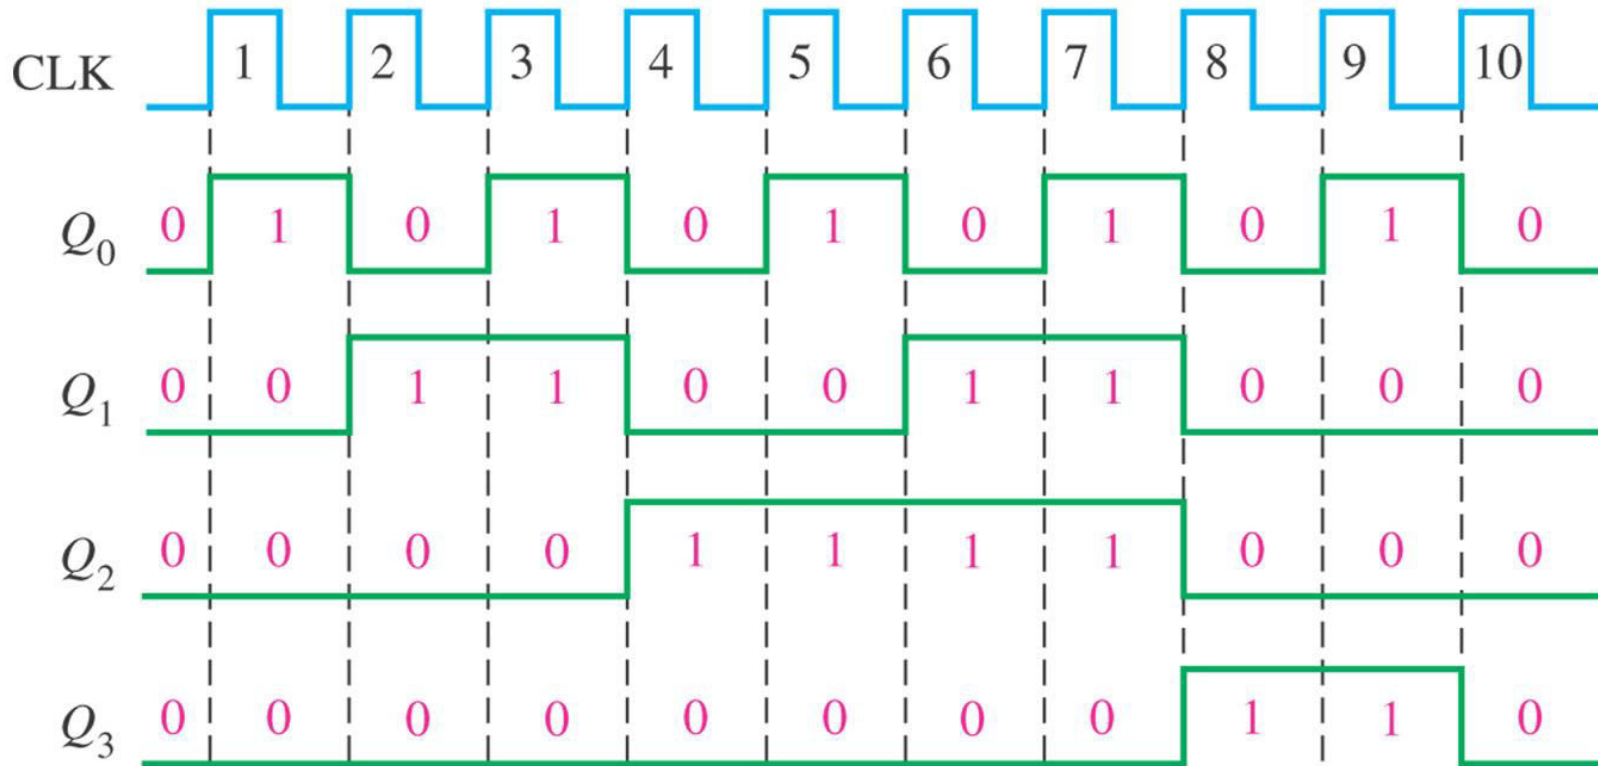 CLK 1 2 3 4 5 6 7 8 9 10
Q0 0 1 0 1 0 1 0 1 0 1 0
Q1 0 0 1 1 0 0 1 1 0 0 0
Q2 0 0 0 0 1 1 1 1 0 0 0
Q3 0 0 0 0 0 0 0 0 1 1 0